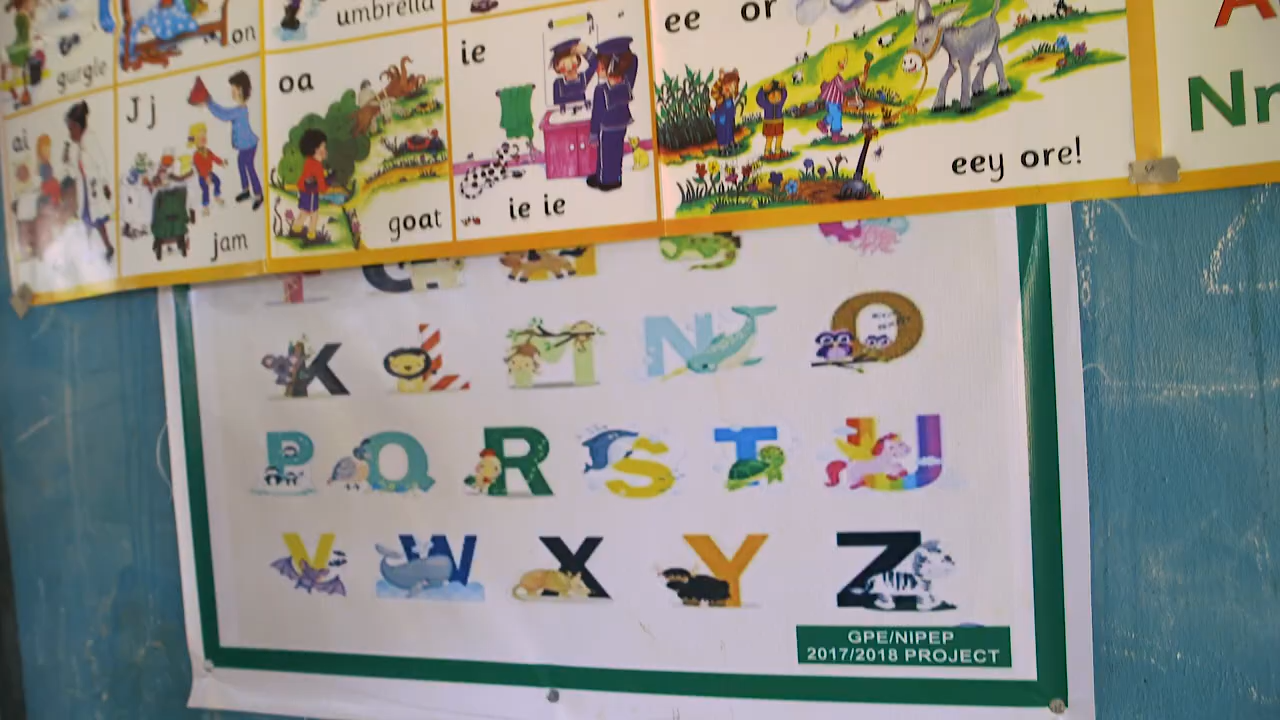 gurgle
on
umbrella
ee or
A
ai
J j
jam
oa
goat
ie
ie ie
eey ore!
Nn
K L M N O
P Q R S T U
V W X Y Z
GPE/NIPEP
2017/2018 PROJECT